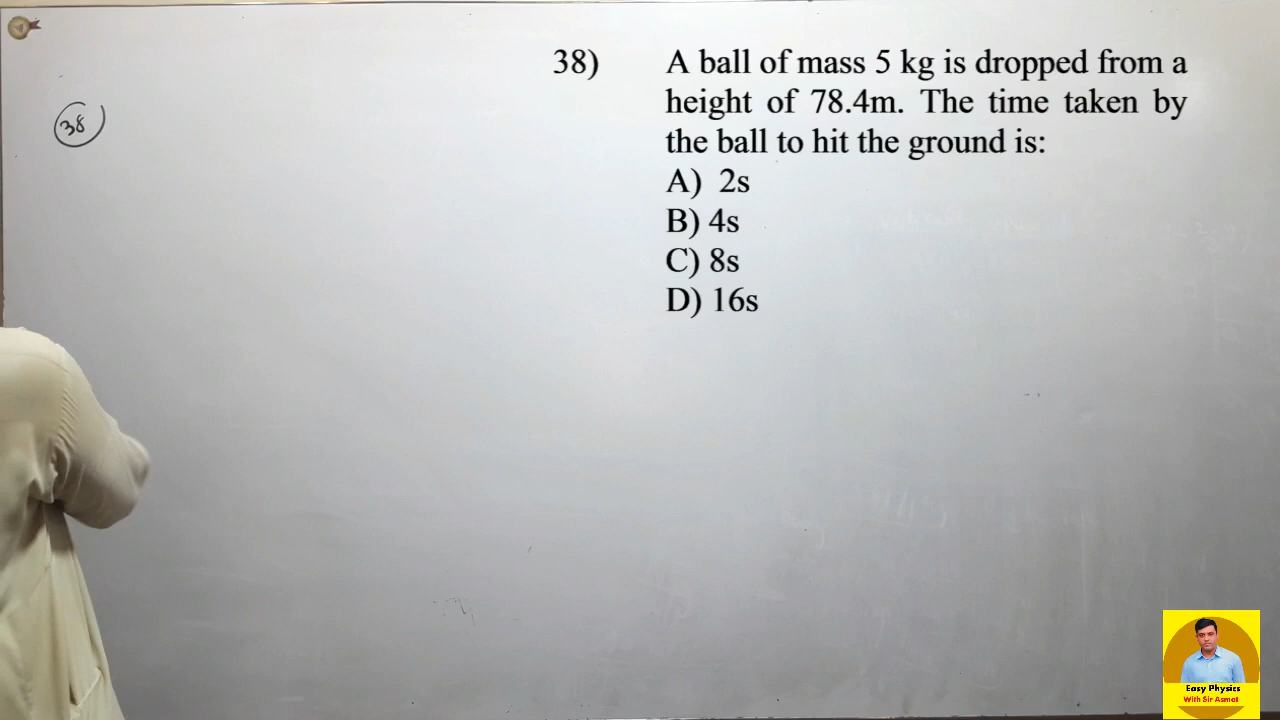 38)
A ball of mass 5 kg is dropped from a
height of 78.4m. The time taken by
the ball to hit the ground is:
A) 2s
B) 4s
C) 8s
D) 16s
38
Easy Physics
With Sir Asmat